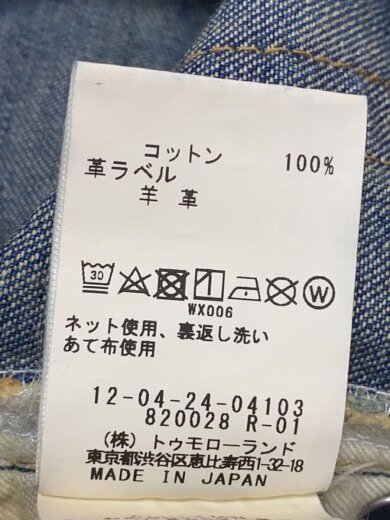 コットン 100%
革ラベル
羊 革
30 W
WX006
ネット使用、裏返し洗い
あて布使用
12-04-24-04103
820028 R-01
(株) トゥモローランド
東京都渋谷区恵比寿西1-32-18
MADE IN JAPAN